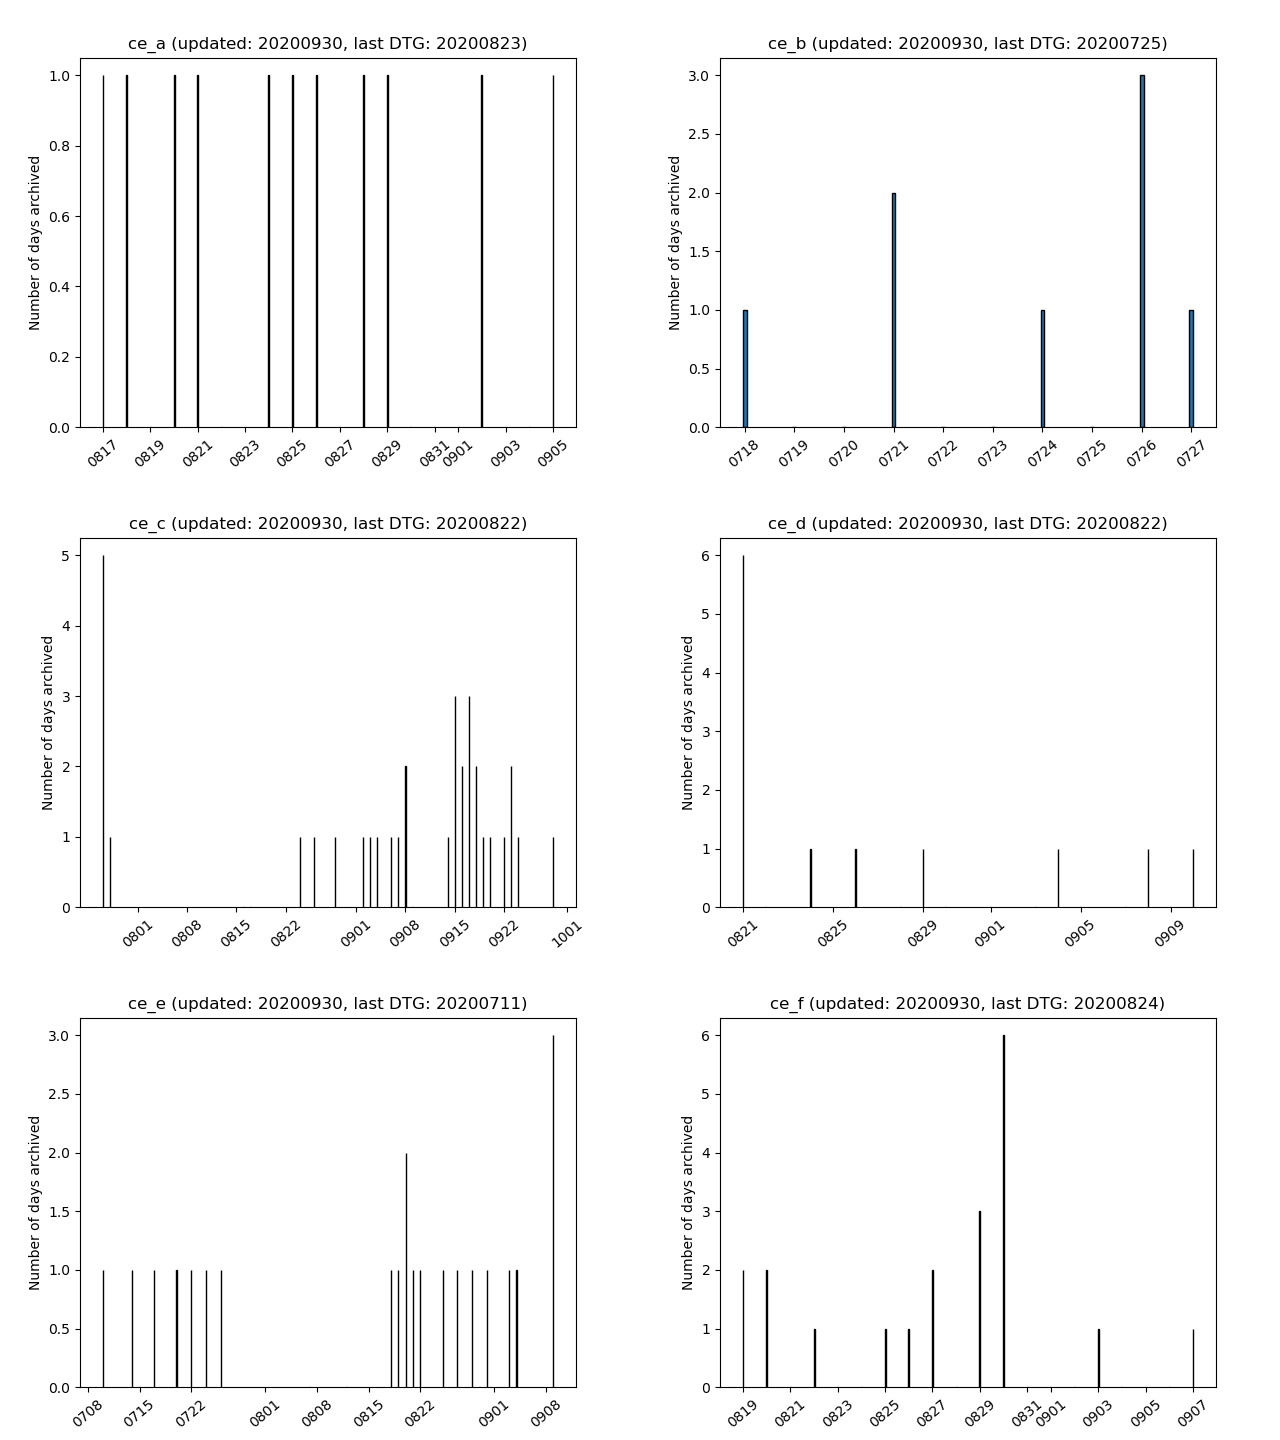 ce_a (updated: 20200930, last DTG: 20200823)
Number of days archived
1.0
0.8
0.6
0.4
0.2
0.0
0817 0819 0821 0823 0825 0827 0829 0831 0901 0903 0905
ce_b (updated: 20200930, last DTG: 20200725)
Number of days archived
3.0
2.5
2.0
1.5
1.0
0.5
0.0
0718 0719 0720 0721 0722 0723 0724 0725 0726 0727
ce_c (updated: 20200930, last DTG: 20200822)
Number of days archived
5
4
3
2
1
0
0801 0808 0815 0822 0901 0908 0915 0922 1001
ce_d (updated: 20200930, last DTG: 20200822)
Number of days archived
6
5
4
3
2
1
0
0821 0825 0829 0901 0905 0909
ce_e (updated: 20200930, last DTG: 20200711)
Number of days archived
3.0
2.5
2.0
1.5
1.0
0.5
0.0
0708 0715 0722 0801 0808 0815 0822 0901 0908
ce_f (updated: 20200930, last DTG: 20200824)
Number of days archived
6
5
4
3
2
1
0
0819 0821 0823 0825 0827 0829 0831 0901 0903 0905 0907